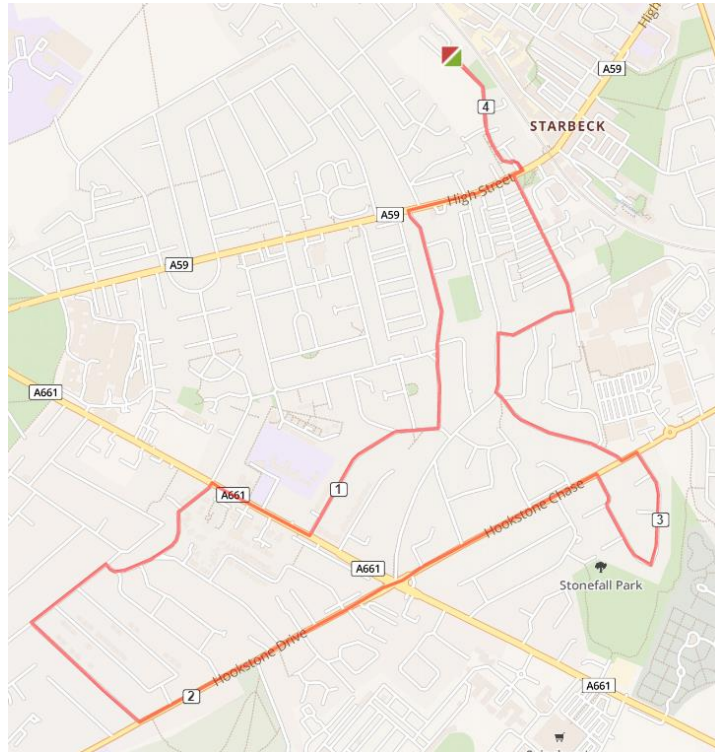 High
A59
4
STARBECK
High Street
A59
A59
A661
1
A661
Hookstone Chase
3
A661
Stonefall Park
Hookstone Drive
2
A661